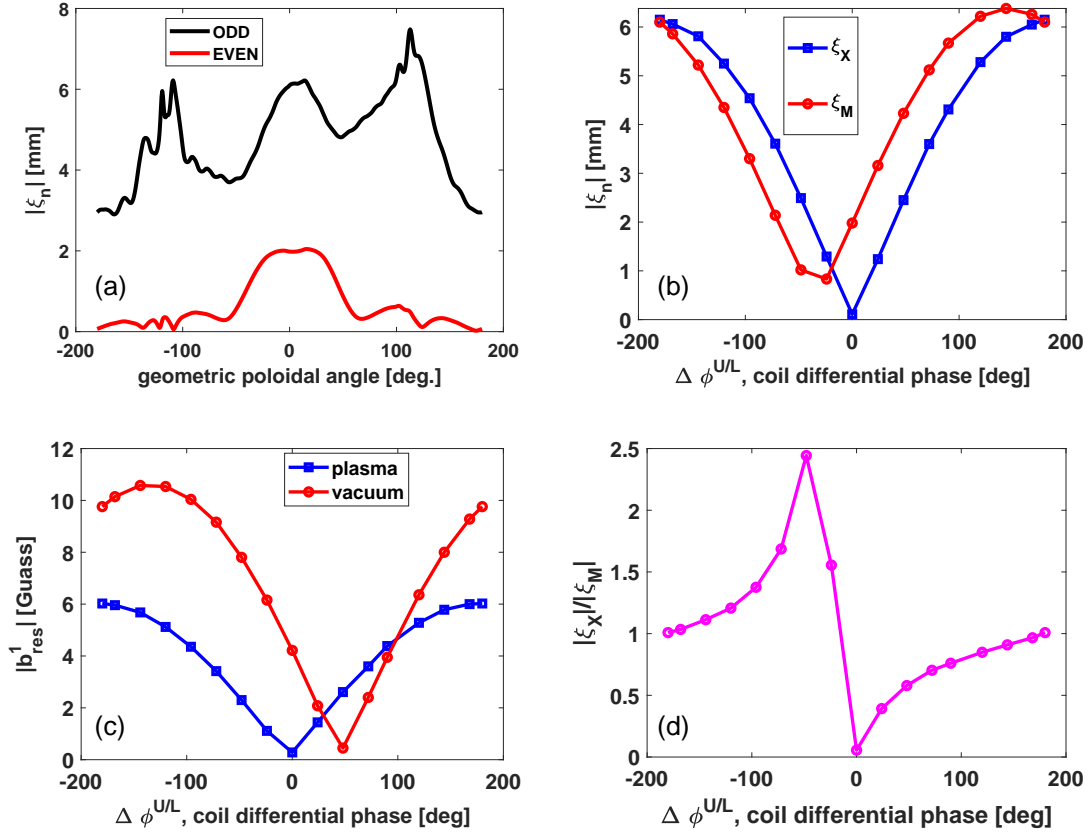 ODD
EVEN
8
6
4
2
0
|ξn| [mm]
(a)
-200 -100 0 100 200
geometric poloidal angle [deg.]
ξX
ξM
6
5
4
3
2
1
0
|ξn| [mm]
(b)
-200 -100 0 100 200
Δ ϕU/L, coil differential phase [deg]
plasma
vacuum
12
10
8
6
4
2
0
|b1res| [Guass]
(c)
-200 -100 0 100 200
Δ ϕU/L, coil differential phase [deg]
2.5
2
1.5
1
0.5
0
|ξX|/|ξM|
(d)
-200 -100 0 100 200
Δ ϕU/L, coil differential phase [deg]